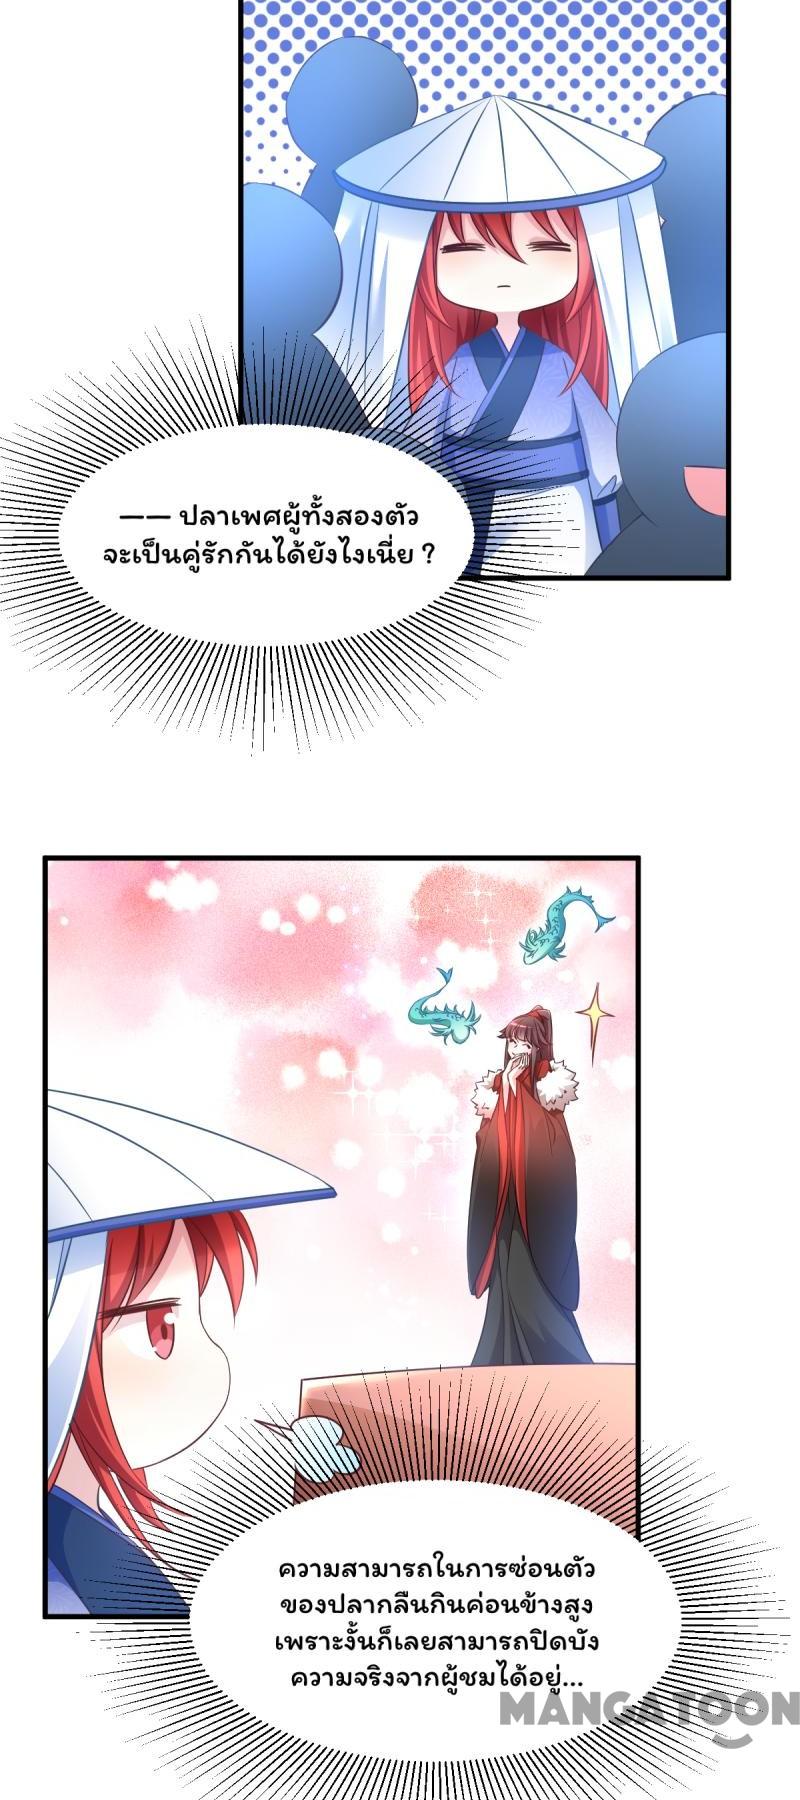 —— ปลาเพศผู้ทั้งสองตัว
จะเป็นคู่รักกันได้ยังไงเนี่ย ?
ความสามารถในการซ่อนตัว
ของปลากลืนกินค่อนข้างสูง
เพราะงั้นก็เลยสามารถปิดบัง
ความจริงจากผู้ชมได้อยู่...
MANGATOON